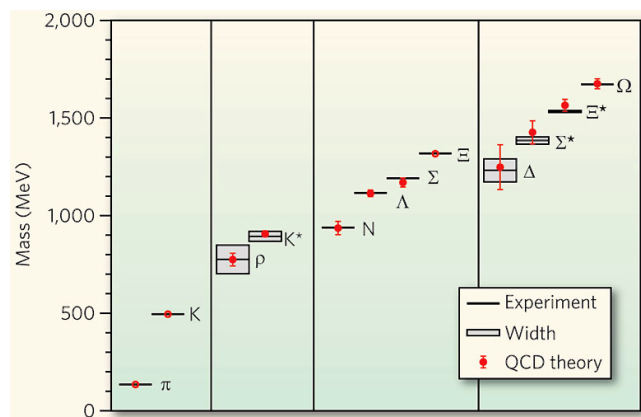 2,000
1,500
1,000
500
0
Mass (MeV)
π
K
ρ
K*
N
Λ
Σ
Ξ
Δ
Σ*
Ξ*
Ω
Experiment
Width
QCD theory